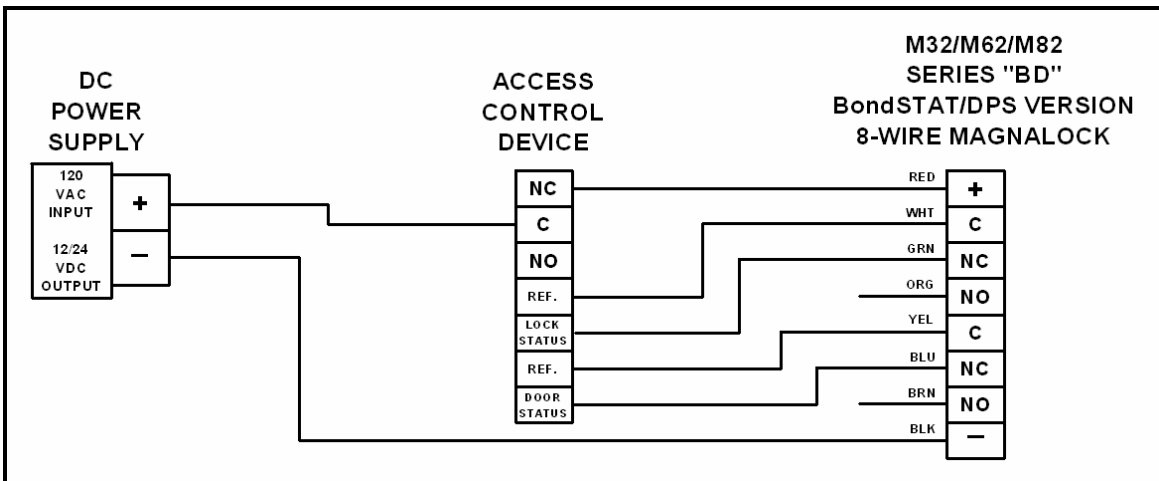 DC
POWER
SUPPLY
120
VAC
INPUT
12/24
VDC
OUTPUT
+
−
ACCESS
CONTROL
DEVICE
NC
C
NO
REF.
LOCK
STATUS
REF.
DOOR
STATUS
M32/M62/M82
SERIES "BD"
BondSTAT/DPS VERSION
8-WIRE MAGNALOCK
RED +
WHT C
GRN NC
ORG NO
YEL C
BLU NC
BRN NO
BLK −